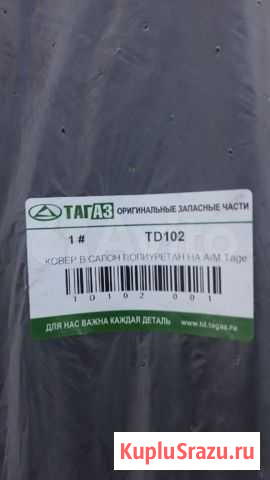 ТАГАЗ ОРИГИНАЛЬНЫЕ ЗАПАСНЫЕ ЧАСТИ
1 # TD102
КОВЕР В САЛОН ПОЛИУРЕТАН НА А/М Tage
TD102 001
ДЛЯ НАС ВАЖНА КАЖДАЯ ДЕТАЛЬ www.td.tagaz.ru
KupluSrazu.ru